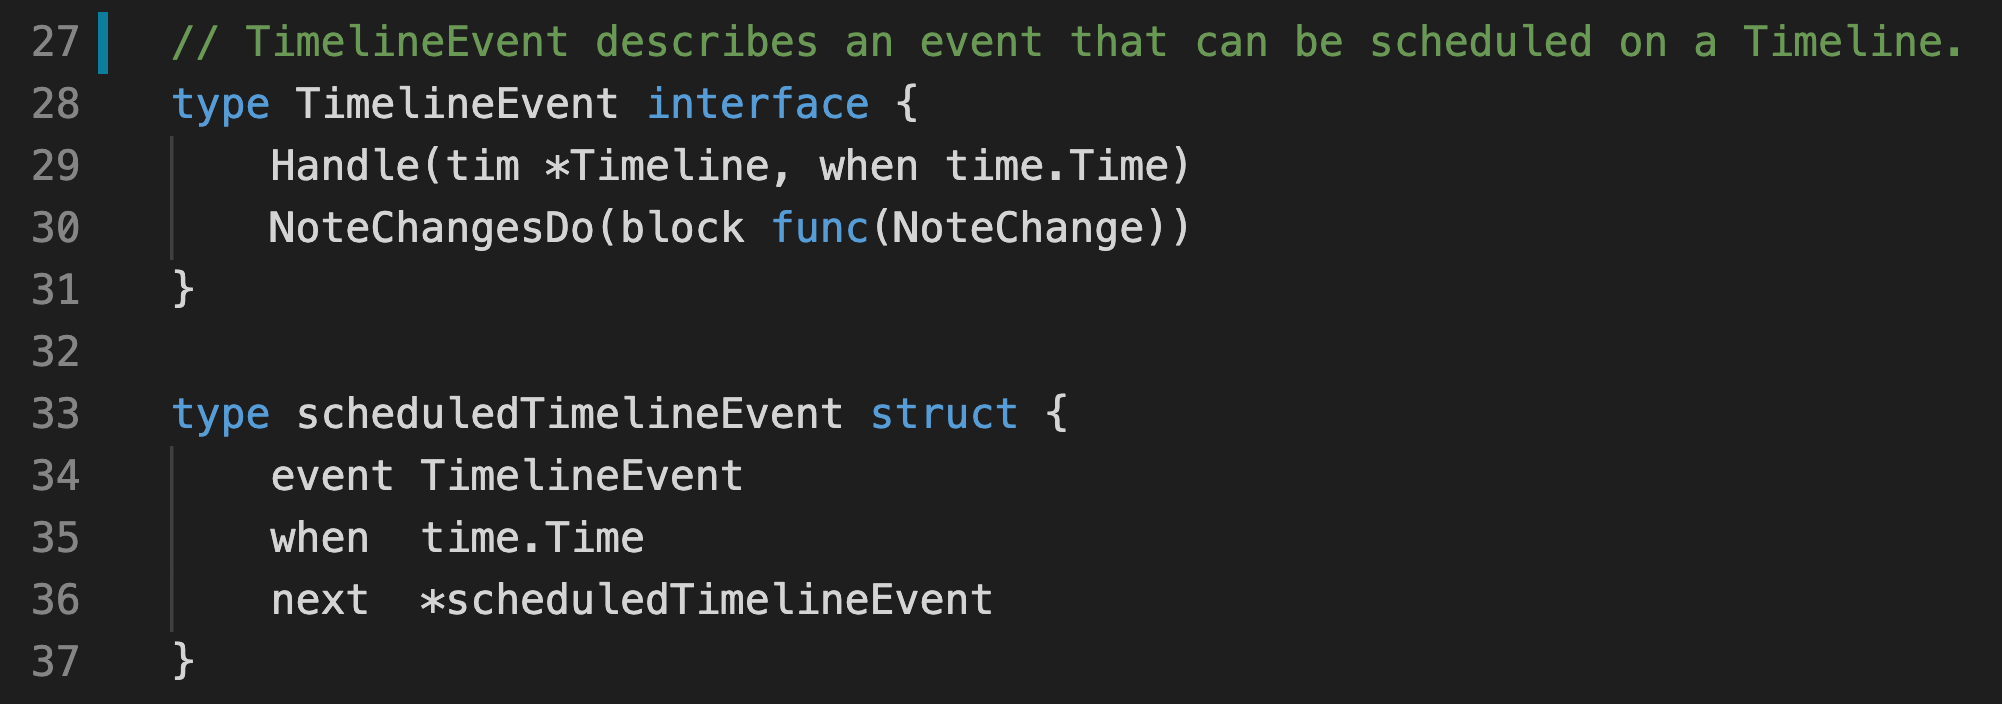 27 // TimelineEvent describes an event that can be scheduled on a Timeline.
28 type TimelineEvent interface {
29     Handle(tim *Timeline, when time.Time)
30     NoteChangesDo(block func(NoteChange))
31 }
32
33 type scheduledTimelineEvent struct {
34     event TimelineEvent
35     when  time.Time
36     next  *scheduledTimelineEvent
37 }